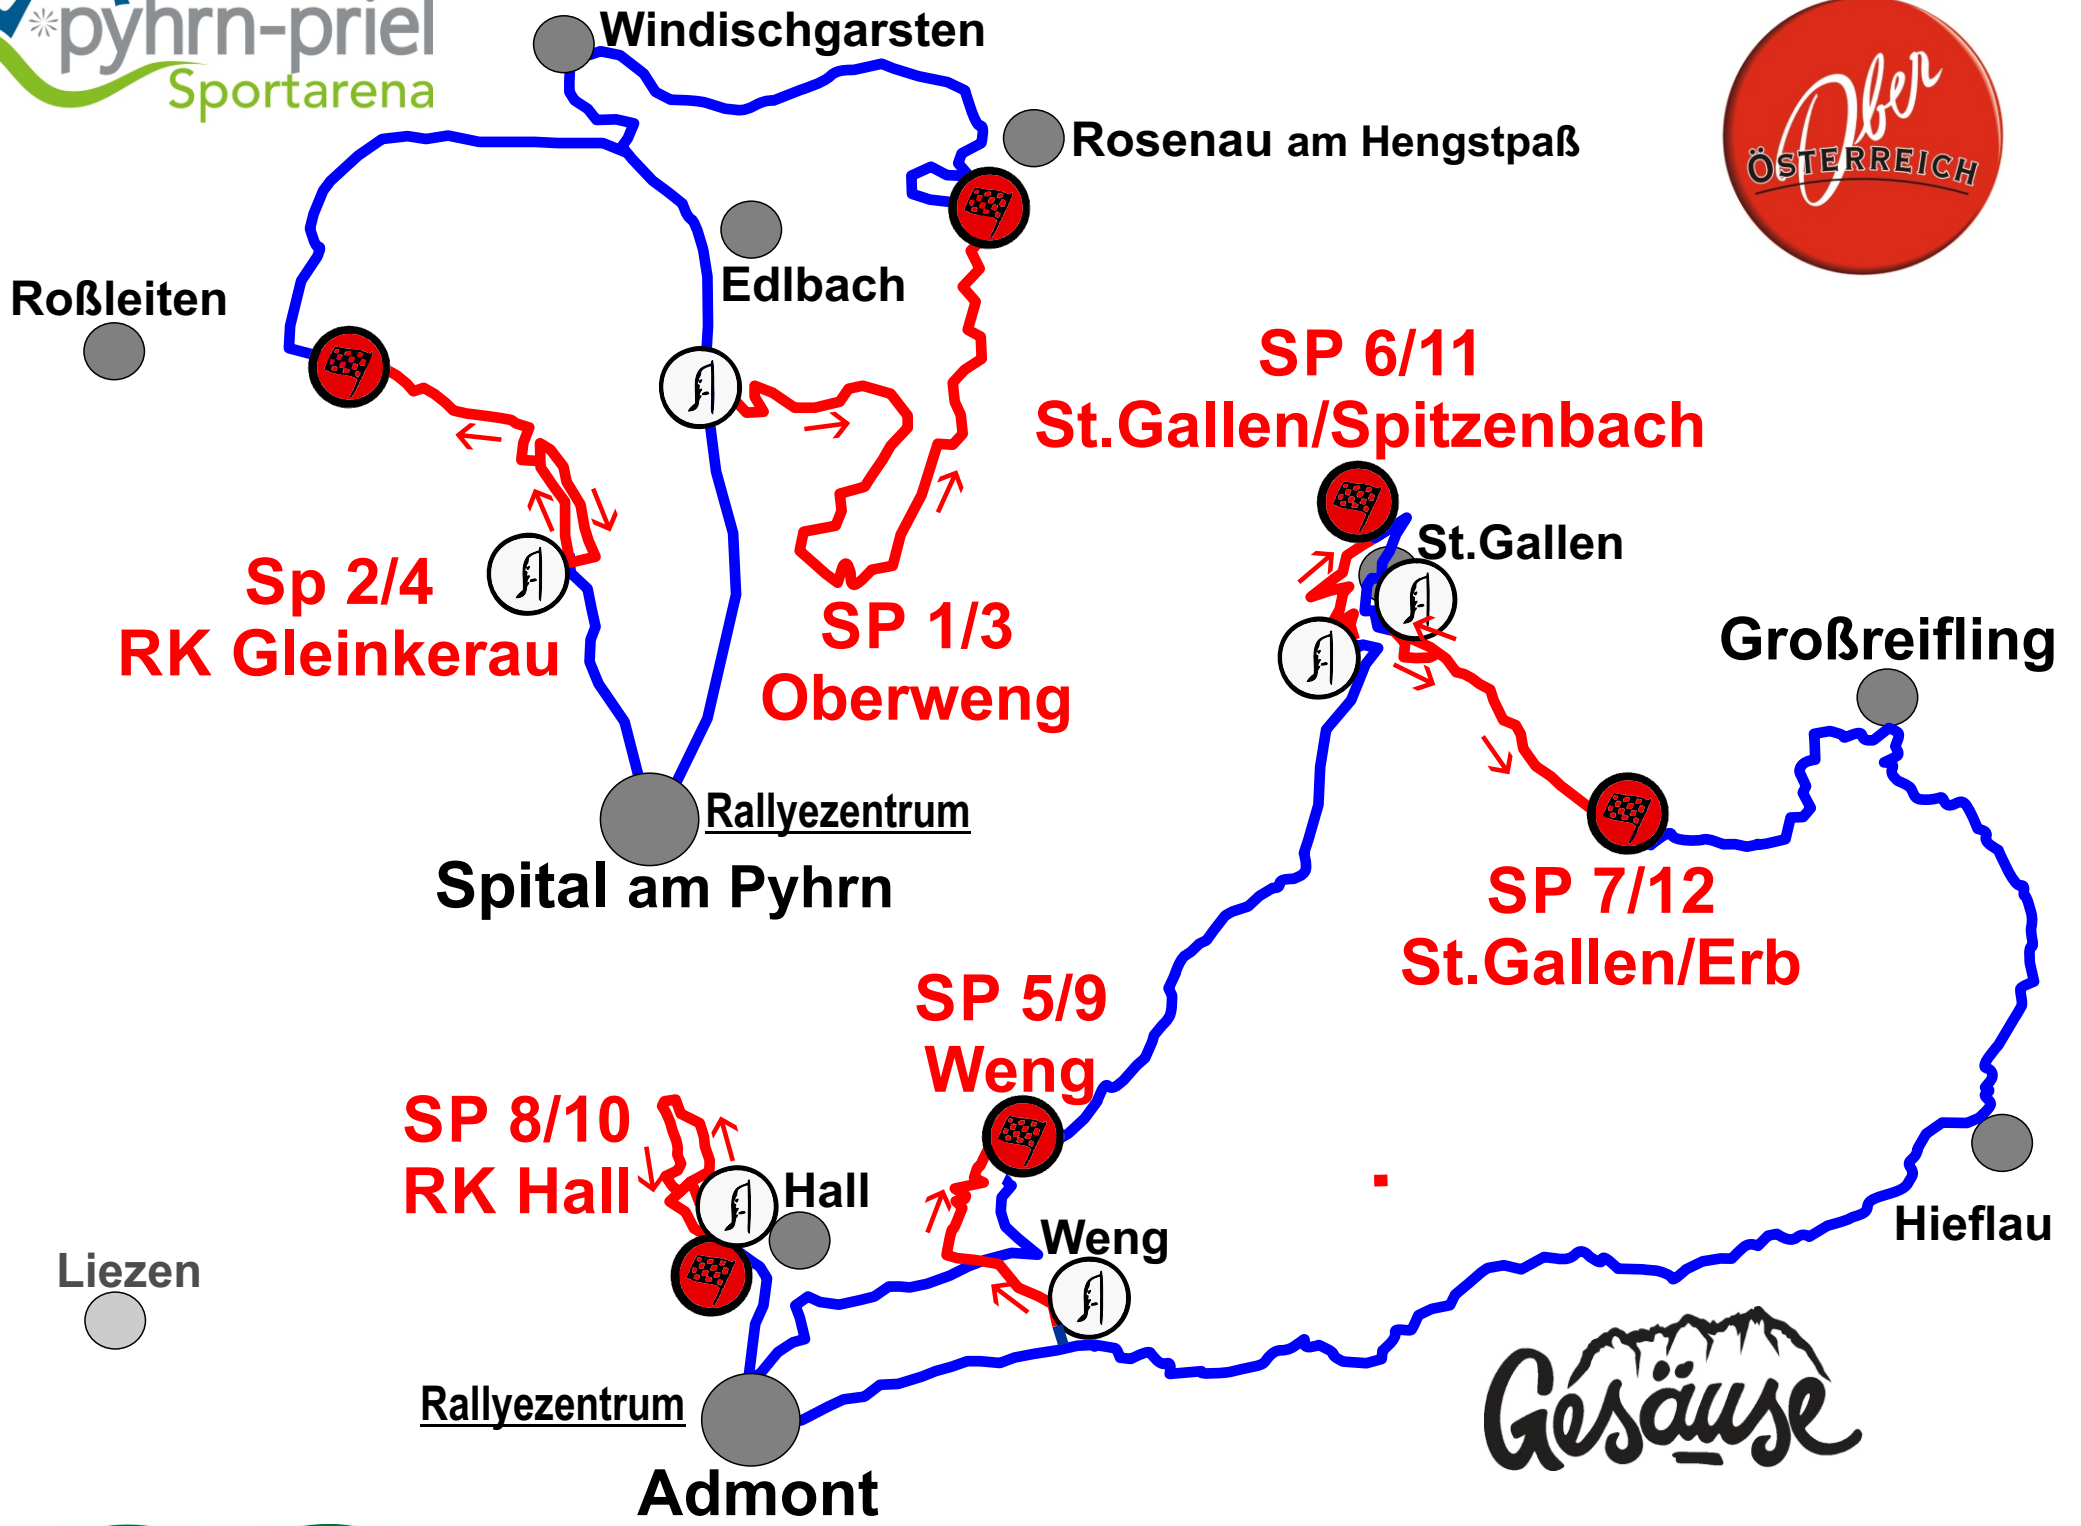 pyhrn-priel
Sportarena
Windischgarsten
Rosenau am Hengstpaß
Ober
ÖSTERREICH
Edlbach
Roßleiten
SP 6/11
St.Gallen/Spitzenbach
St.Gallen
Sp 2/4
RK Gleinkerau
SP 1/3
Oberweng
Großreifling
Rallyezentrum
Spital am Pyhrn
SP 7/12
St.Gallen/Erb
SP 5/9
Weng
SP 8/10
RK Hall
Hall
Weng
Hieflau
Liezen
Rallyezentrum
Admont
Gesäuse